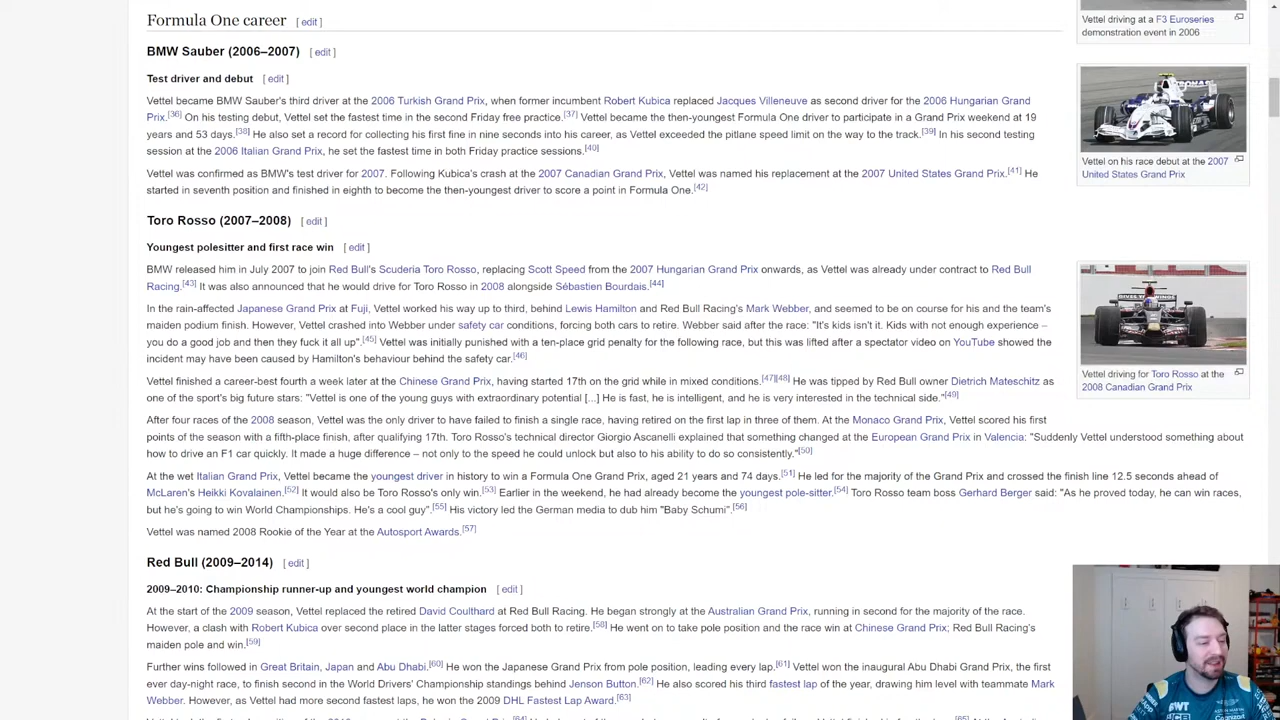 Formula One career [ edit ]
BMW Sauber (2006–2007) [ edit ]
Test driver and debut [ edit ]
Vettel became BMW Sauber's third driver at the 2006 Turkish Grand Prix, when former incumbent Robert Kubica replaced Jacques Villeneuve as second driver for the 2006 Hungarian Grand
Prix.[36] On his testing debut, Vettel set the fastest time in the second Friday free practice.[37] Vettel became the then-youngest Formula One driver to participate in a Grand Prix weekend at 19
years and 53 days.[38] He also set a record for collecting his first fine in nine seconds into his career, as Vettel exceeded the pitlane speed limit on the way to the track.[39] In his second testing
session at the 2006 Italian Grand Prix, he set the fastest time in both Friday practice sessions.[40]
Vettel was confirmed as BMW's test driver for 2007. Following Kubica's crash at the 2007 Canadian Grand Prix, Vettel was named his replacement at the 2007 United States Grand Prix.[41] He
started in seventh position and finished in eighth to become the then-youngest driver to score a point in Formula One.[42]
Toro Rosso (2007–2008) [ edit ]
Youngest polesitter and first race win [ edit ]
BMW released him in July 2007 to join Red Bull's Scuderia Toro Rosso, replacing Scott Speed from the 2007 Hungarian Grand Prix onwards, as Vettel was already under contract to Red Bull
Racing.[43] It was also announced that he would drive for Toro Rosso in 2008 alongside Sébastien Bourdais.[44]
In the rain-affected Japanese Grand Prix at Fuji, Vettel worked his way up to third, behind Lewis Hamilton and Red Bull Racing's Mark Webber, and seemed to be on course for his and the team's
maiden podium finish. However, Vettel crashed into Webber under safety car conditions, forcing both cars to retire. Webber said after the race: "It's kids isn't it. Kids with not enough experience –
you do a good job and then they fuck it all up".[45] Vettel was initially punished with a ten-place grid penalty for the following race, but this was lifted after a spectator video on YouTube showed the
incident may have been caused by Hamilton's behaviour behind the safety car.[46]
Vettel finished a career-best fourth a week later at the Chinese Grand Prix, having started 17th on the grid while in mixed conditions.[47][48] He was tipped by Red Bull owner Dietrich Mateschitz as
one of the sport's big future stars: "Vettel is one of the young guys with extraordinary potential [...] He is fast, he is intelligent, and he is very interested in the technical side."[49]
After four races of the 2008 season, Vettel was the only driver to have failed to finish a single race, having retired on the first lap in three of them. At the Monaco Grand Prix, Vettel scored his first
points of the season with a fifth-place finish, after qualifying 17th. Toro Rosso's technical director Giorgio Ascanelli explained that something changed at the European Grand Prix in Valencia: "Suddenly Vettel understood something about
how to drive an F1 car quickly. It made a huge difference – not only to the speed he could unlock but also to his ability to do so consistently."[50]
At the wet Italian Grand Prix, Vettel became the youngest driver in history to win a Formula One Grand Prix, aged 21 years and 74 days.[51] He led for the majority of the Grand Prix and crossed the finish line 12.5 seconds ahead of
McLaren's Heikki Kovalainen.[52] It would also be Toro Rosso's only win.[53] Earlier in the weekend, he had already become the youngest pole-sitter.[54] Toro Rosso team boss Gerhard Berger said: "As he proved today, he can win races,
but he's going to win World Championships. He's a cool guy".[55] His victory led the German media to dub him "Baby Schumi".[56]
Vettel was named 2008 Rookie of the Year at the Autosport Awards.[57]
Red Bull (2009–2014) [ edit ]
2009–2010: Championship runner-up and youngest world champion [ edit ]
At the start of the 2009 season, Vettel replaced the retired David Coulthard at Red Bull Racing. He began strongly at the Australian Grand Prix, running in second for the majority of the race.
However, a clash with Robert Kubica over second place in the latter stages forced both to retire.[58] He went on to take pole position and the race win at Chinese Grand Prix; Red Bull Racing's
maiden pole and win.[59]
Further wins followed in Great Britain, Japan and Abu Dhabi.[60] He won the Japanese Grand Prix from pole position, leading every lap.[61] Vettel won the inaugural Abu Dhabi Grand Prix, the first
ever day-night race, to finish second in the World Drivers' Championship standings behind Jenson Button.[62] He also scored his third fastest lap of the year, drawing him level with teammate Mark
Webber. However, as Vettel had more second fastest laps, he won the 2009 DHL Fastest Lap Award.[63]
Vettel driving at a F3 Euroseries
demonstration event in 2006
Vettel on his race debut at the 2007
United States Grand Prix
Vettel driving for Toro Rosso at the
2008 Canadian Grand Prix